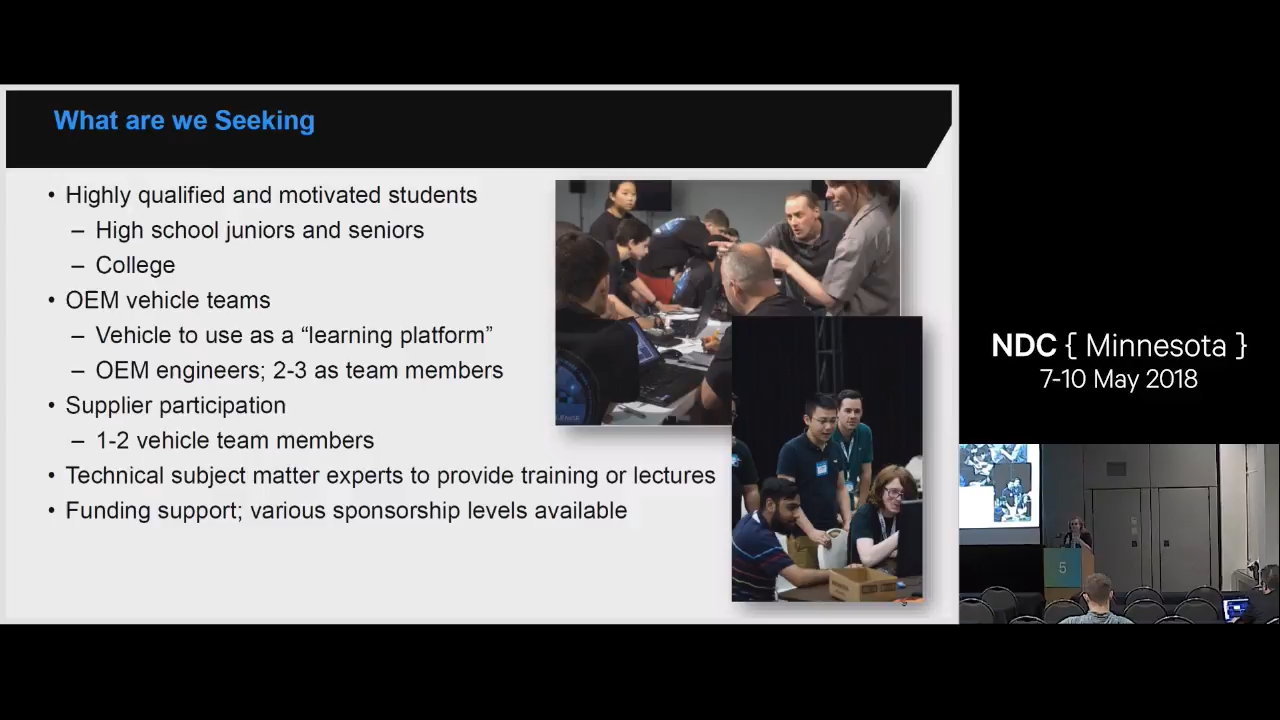 What are we Seeking
• Highly qualified and motivated students
– High school juniors and seniors
– College
• OEM vehicle teams
– Vehicle to use as a “learning platform”
– OEM engineers; 2-3 as team members
• Supplier participation
– 1-2 vehicle team members
• Technical subject matter experts to provide training or lectures
• Funding support; various sponsorship levels available
NDC { Minnesota }
7-10 May 2018
5